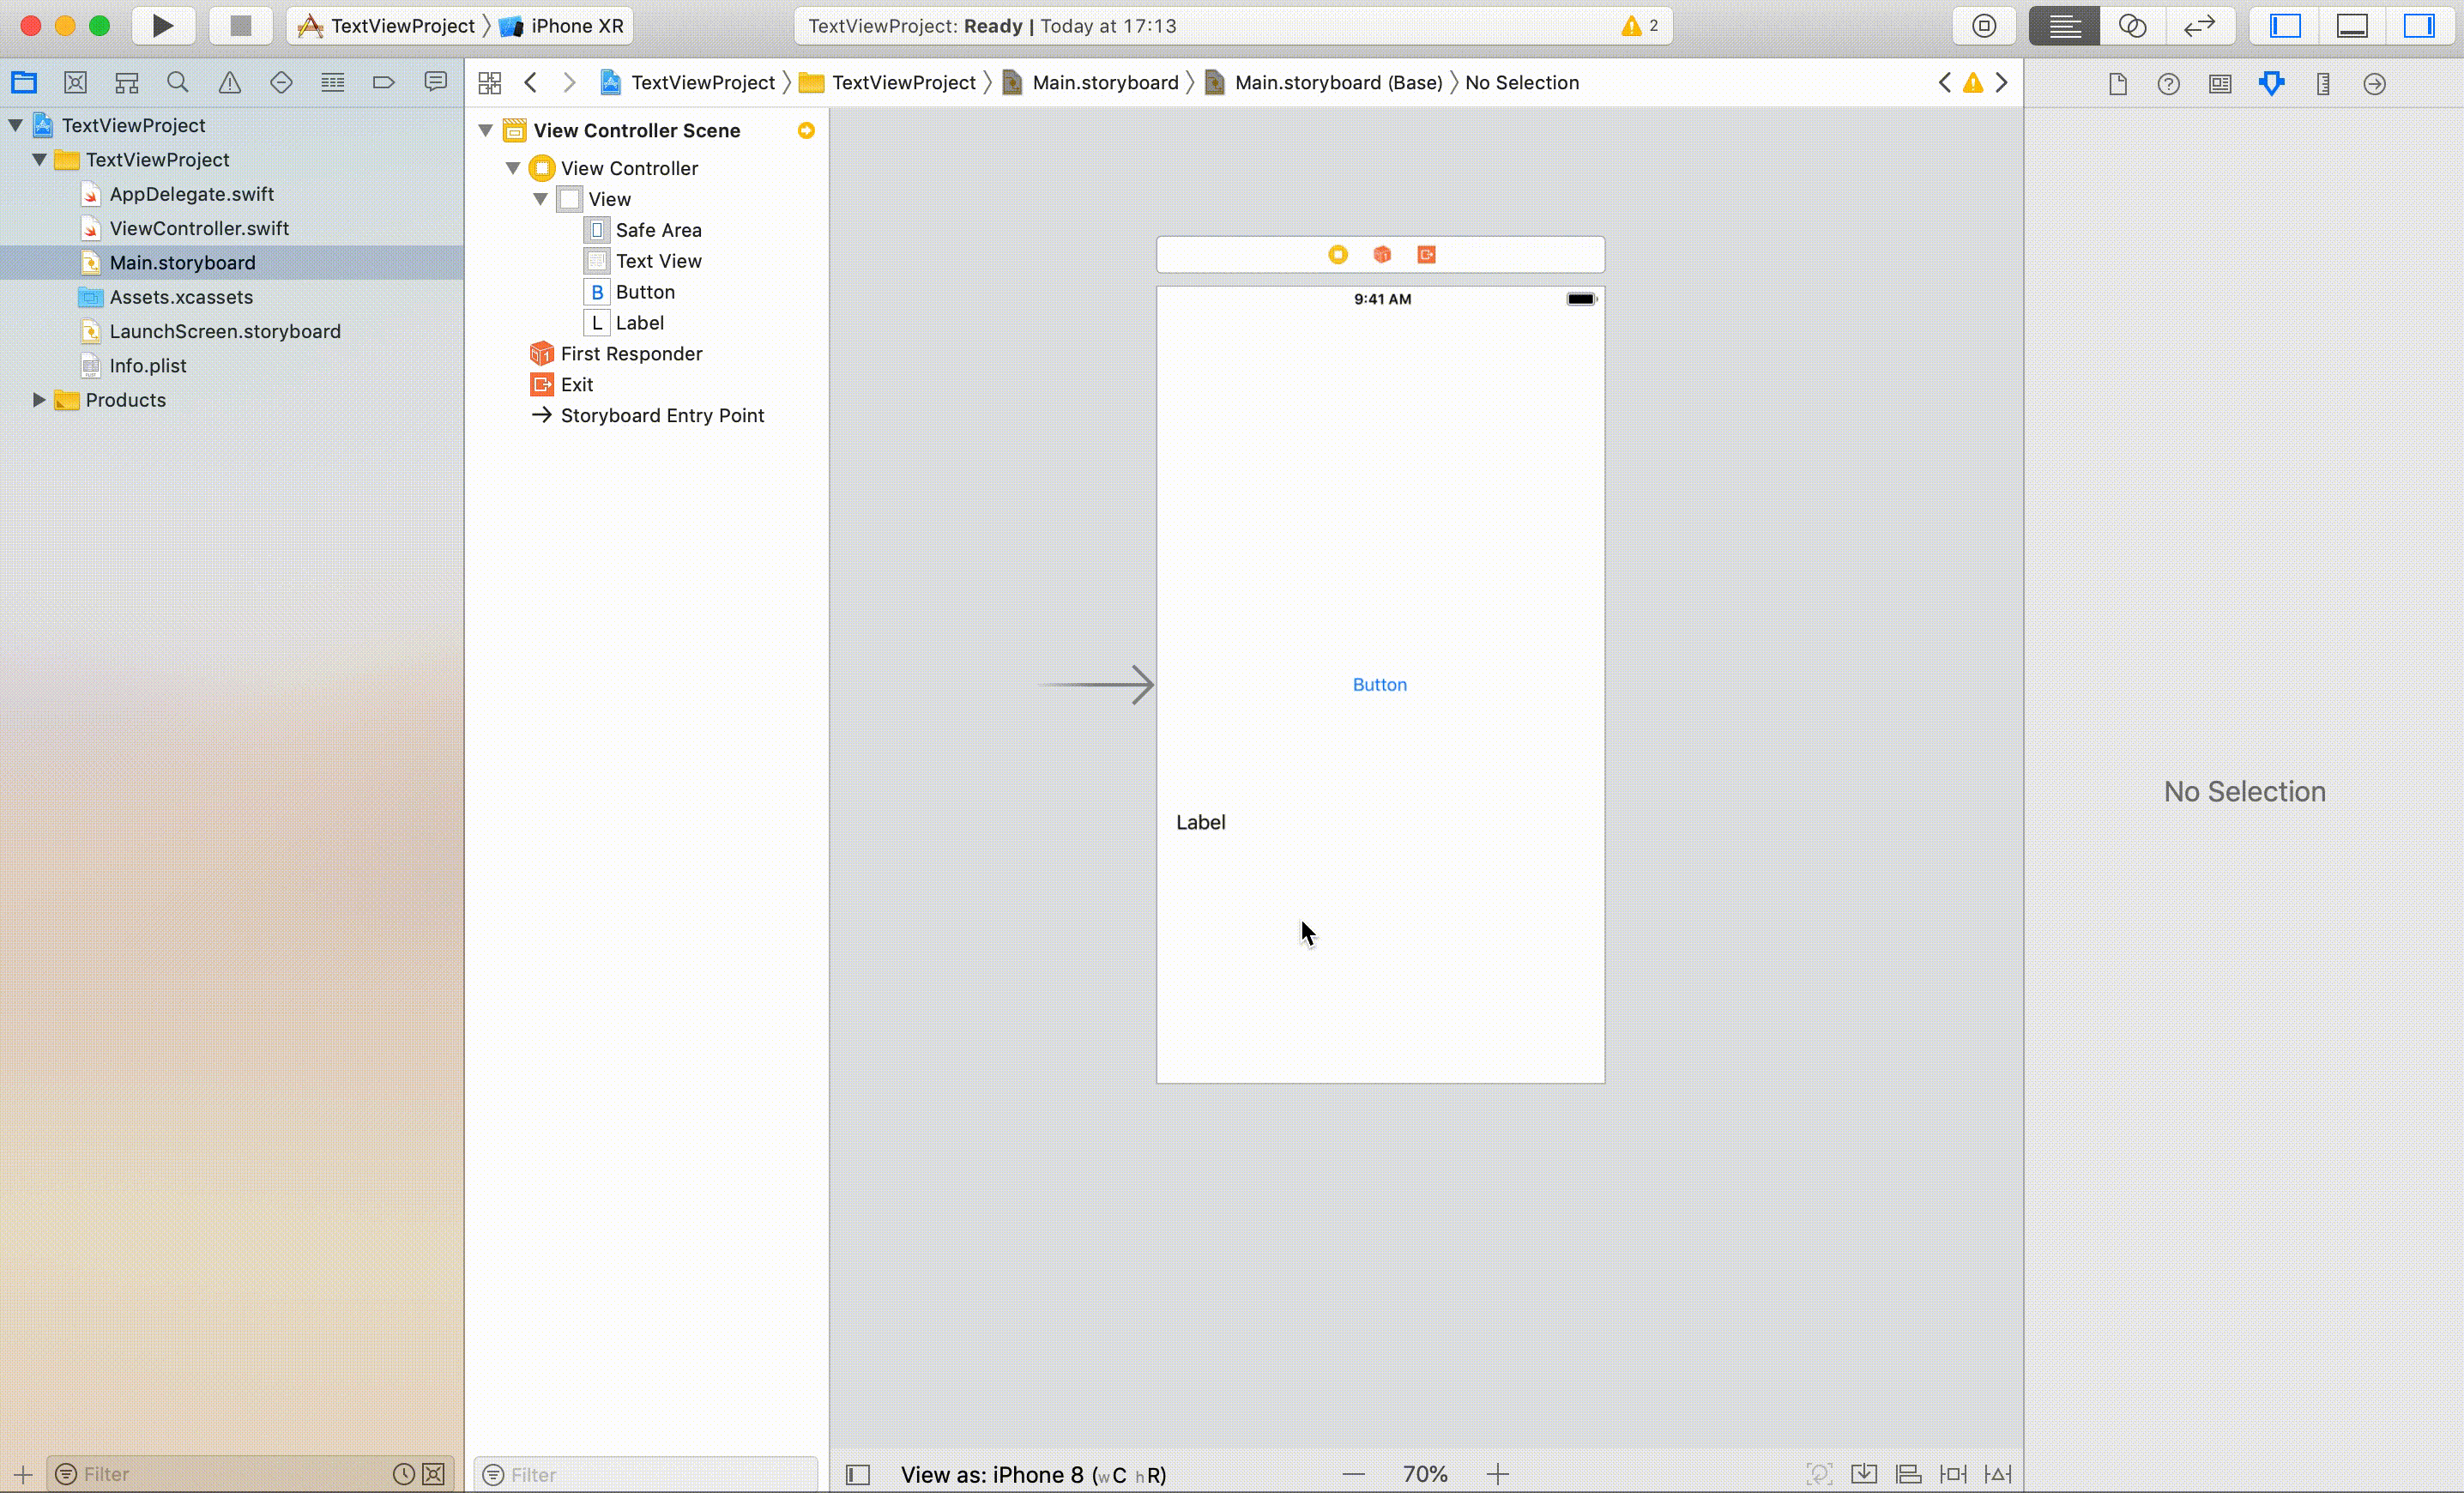 TextViewProject
iPhone XR
TextViewProject: Ready | Today at 17:13
2
TextViewProject
TextViewProject
Main.storyboard
Main.storyboard (Base)
No Selection
TextViewProject
TextViewProject
AppDelegate.swift
ViewController.swift
Main.storyboard
Assets.xcassets
LaunchScreen.storyboard
Info.plist
Products
View Controller Scene
View Controller
View
Safe Area
Text View
B Button
L Label
First Responder
Exit
Storyboard Entry Point
9:41 AM
Button
Label
No Selection
Filter
Filter
View as: iPhone 8 (wC hR)
70%